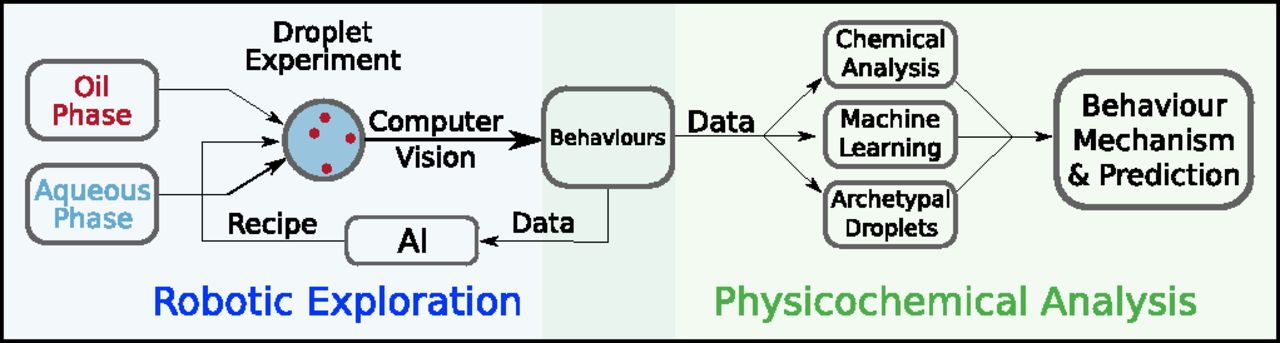 Droplet
Experiment
Oil
Phase
Aqueous
Phase
Computer
Vision
Behaviours
Recipe
AI
Data
Robotic Exploration
Data
Chemical
Analysis
Machine
Learning
Archetypal
Droplets
Behaviour
Mechanism
& Prediction
Physicochemical Analysis